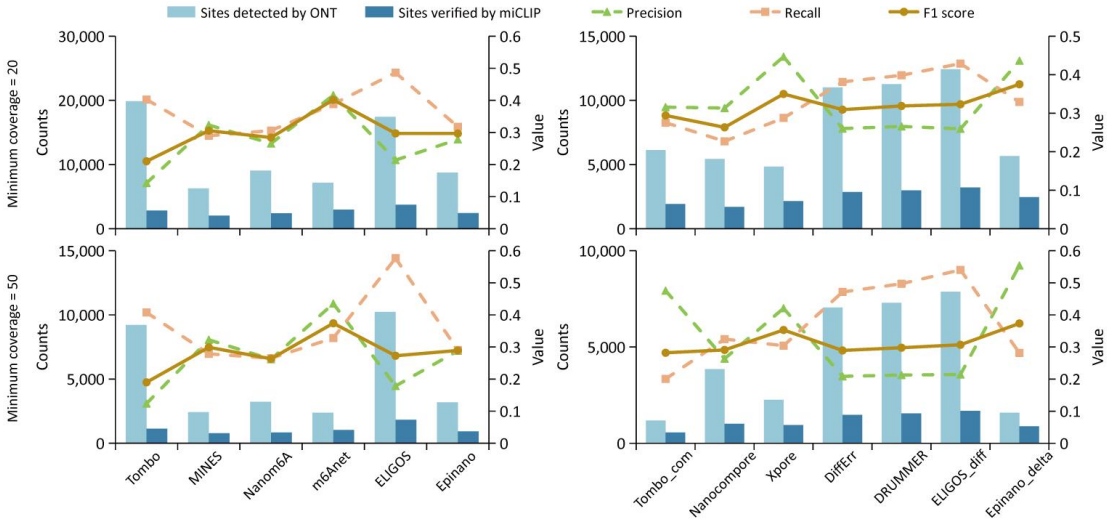 Sites detected by ONT Sites verified by miCLIP Precision Recall F1 score
Minimum coverage = 20
Counts
30,000
20,000
10,000
0
0.6
0.5
0.4
0.3
0.2
0.1
0
Value
Counts
15,000
10,000
5,000
0
0.5
0.4
0.3
0.2
0.1
0
Value
Minimum coverage = 50
Counts
15,000
10,000
5,000
0
0.6
0.5
0.4
0.3
0.2
0.1
0
Value
Tombo
MINES
Nanom6A
m6Anet
ELIGOS
Epinano
Counts
10,000
5,000
0
0.6
0.5
0.4
0.3
0.2
0.1
0
Value
Tombo_com
Nanocompore
Xpore
DiffErr
DRUMMER
ELIGOS_diff
Epinano_delta